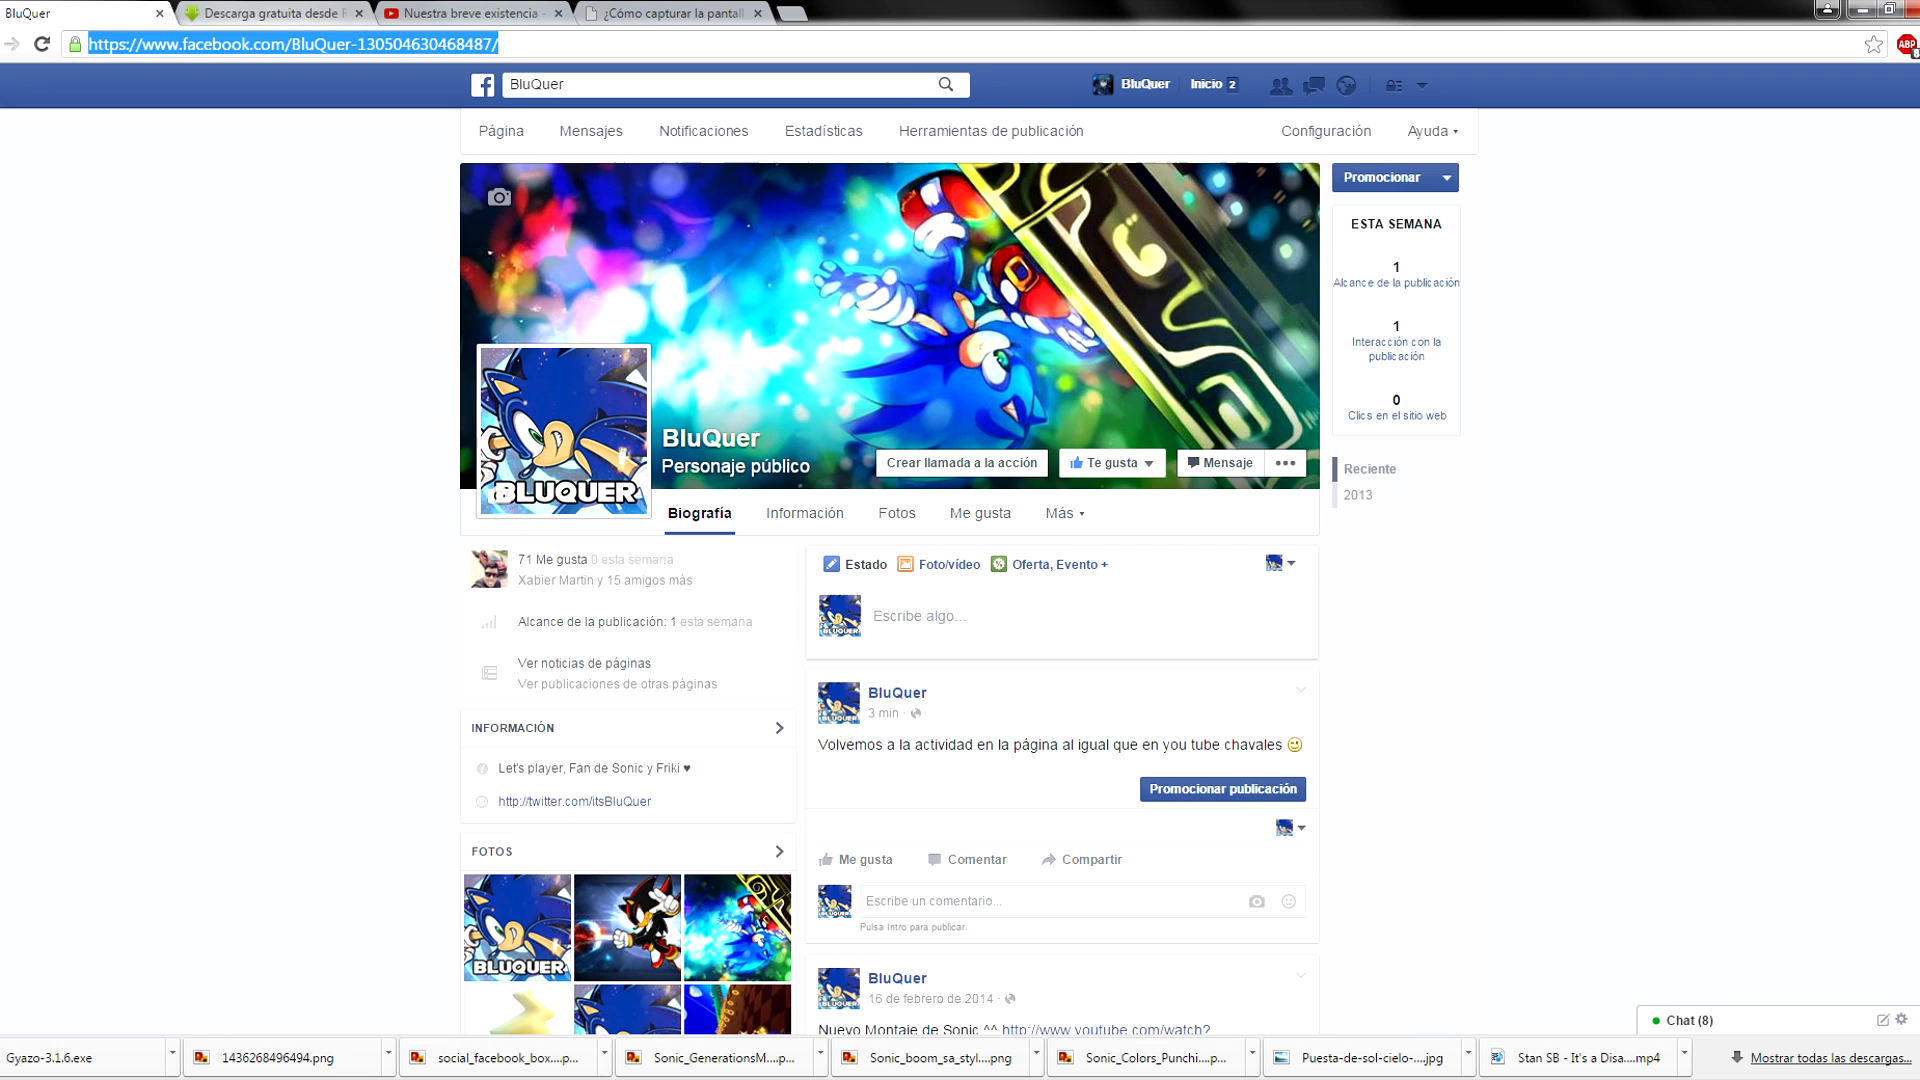 BluQuer
Descarga gratuita desde R
Nuestra breve existencia -
¿Cómo capturar la pantall
https://www.facebook.com/BluQuer-130504630468487/
ABP
BluQuer
BluQuer
Inicio 2
Página
Mensajes
Notificaciones
Estadísticas
Herramientas de publicación
Configuración
Ayuda
Promocionar
ESTA SEMANA
1
Alcance de la publicación
1
Interacción con la
publicación
0
Clics en el sitio web
Reciente
2013
BLUQUER
BluQuer
Personaje público
Crear llamada a la acción
Te gusta
Mensaje
Biografía
Información
Fotos
Me gusta
Más
71 Me gusta 0 esta semana
Xabier Martin y 15 amigos más
Alcance de la publicación: 1 esta semana
Ver noticias de páginas
Ver publicaciones de otras páginas
INFORMACIÓN
Let's player, Fan de Sonic y Friki ♥
http://twitter.com/itsBluQuer
FOTOS
BLUQUER
Estado
Foto/vídeo
Oferta, Evento +
BLUQUER
Escribe algo...
BLUQUER
BluQuer
3 min ·
Volvemos a la actividad en la página al igual que en you tube chavales
Promocionar publicación
Me gusta
Comentar
Compartir
BLUQUER
Escribe un comentario...
Pulsa Intro para publicar.
BLUQUER
BluQuer
16 de febrero de 2014 ·
Nuevo Montaje de Sonic ^^ http://www.youtube.com/watch?
Chat (8)
Gyazo-3.1.6.exe
1436268496494.png
social_facebook_box....p...
Sonic_GenerationsM....p...
Sonic_boom_sa_styl....png
Sonic_Colors_Punchi....p...
Puesta-de-sol-cielo-....jpg
Stan SB - It's a Disa....mp4
Mostrar todas las descargas...